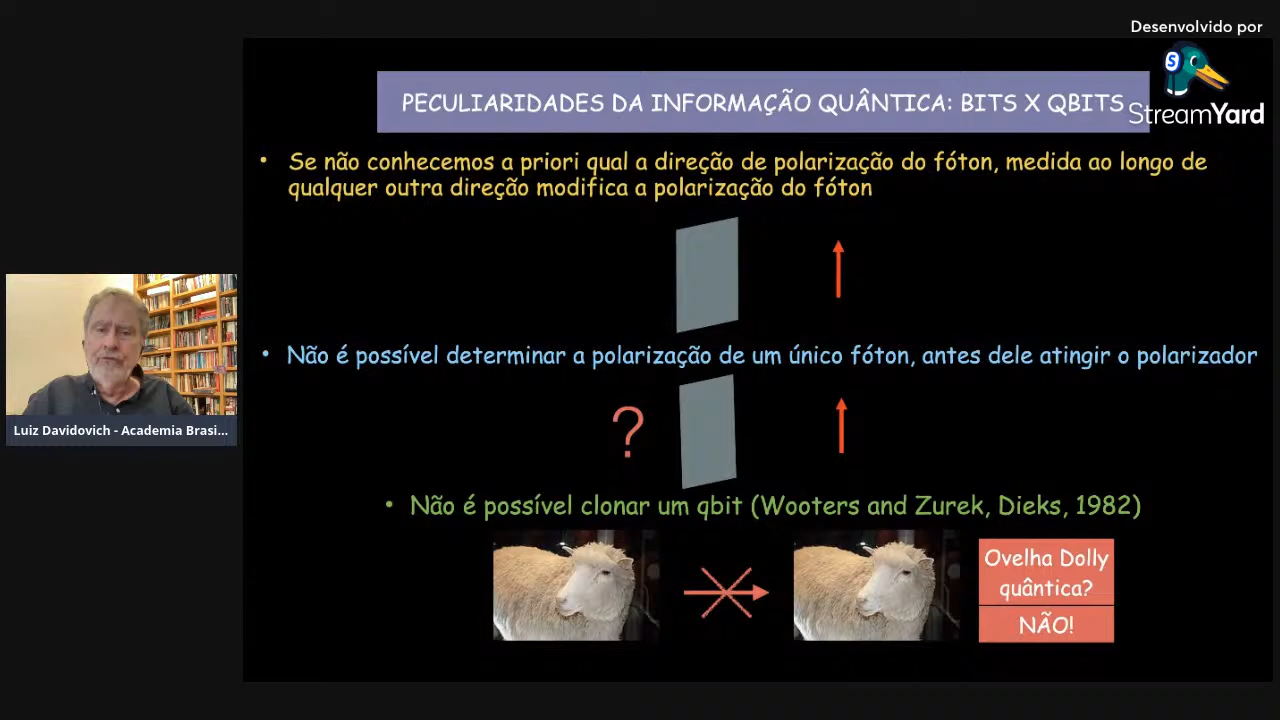 Desenvolvido por
S
StreamYard
PECULIARIDADES DA INFORMAÇÃO QUÂNTICA: BITS X QBITS
• Se não conhecemos a priori qual a direção de polarização do fóton, medida ao longo de
qualquer outra direção modifica a polarização do fóton
• Não é possível determinar a polarização de um único fóton, antes dele atingir o polarizador
?
Luiz Davidovich - Academia Brasi...
• Não é possível clonar um qbit (Wooters and Zurek, Dieks, 1982)
Ovelha Dolly
quântica?
NÃO!